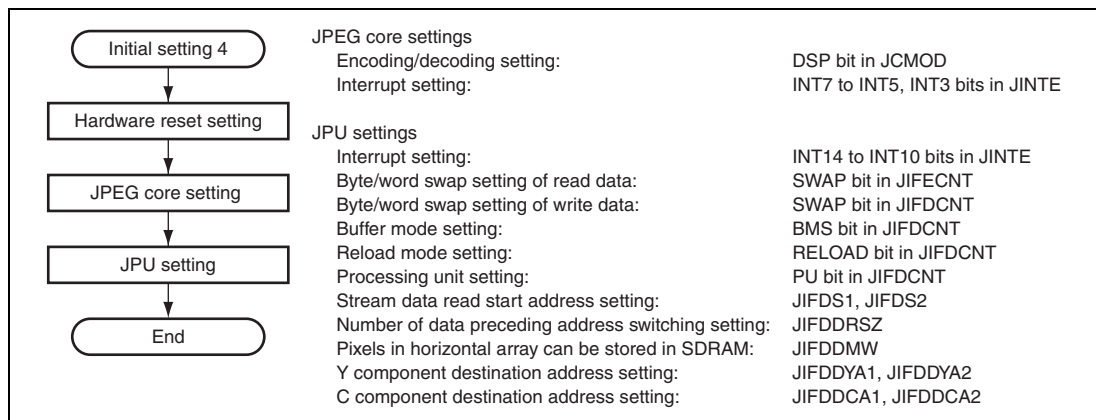 Initial setting 4
Hardware reset setting
JPEG core setting
JPU setting
End
JPEG core settings
Encoding/decoding setting: DSP bit in JCMOD
Interrupt setting: INT7 to INT5, INT3 bits in JINTE
JPU settings
Interrupt setting: INT14 to INT10 bits in JINTE
Byte/word swap setting of read data: SWAP bit in JIFECNT
Byte/word swap setting of write data: SWAP bit in JIFDCNT
Buffer mode setting: BMS bit in JIFDCNT
Reload mode setting: RELOAD bit in JIFDCNT
Processing unit setting: PU bit in JIFDCNT
Stream data read start address setting: JIFDS1, JIFDS2
Number of data preceding address switching setting: JIFDDRSZ
Pixels in horizontal array can be stored in SDRAM: JIFDDMW
Y component destination address setting: JIFDDYA1, JIFDDYA2
C component destination address setting: JIFDDCA1, JIFDDCA2